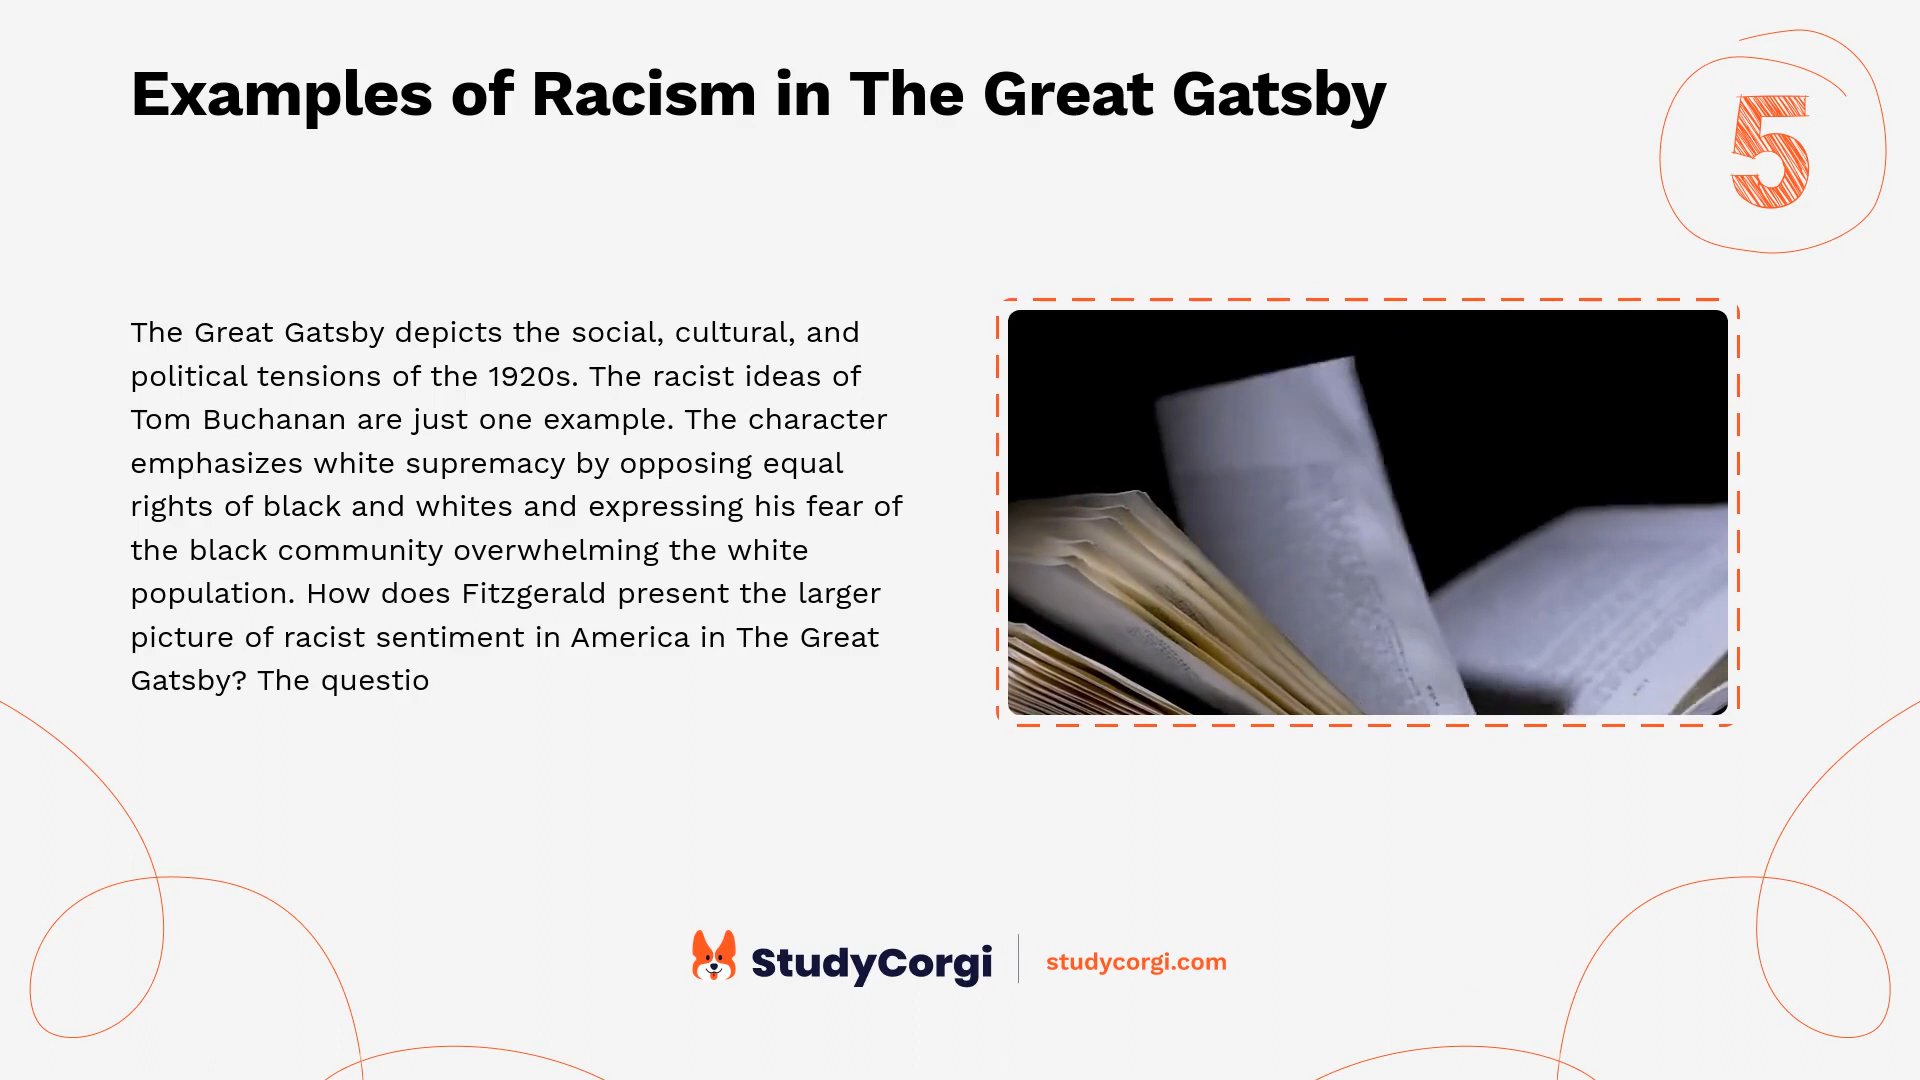 Examples of Racism in The Great Gatsby
5
The Great Gatsby depicts the social, cultural, and
political tensions of the 1920s. The racist ideas of
Tom Buchanan are just one example. The character
emphasizes white supremacy by opposing equal
rights of black and whites and expressing his fear of
the black community overwhelming the white
population. How does Fitzgerald present the larger
picture of racist sentiment in America in The Great
Gatsby? The questio
StudyCorgi
studycorgi.com